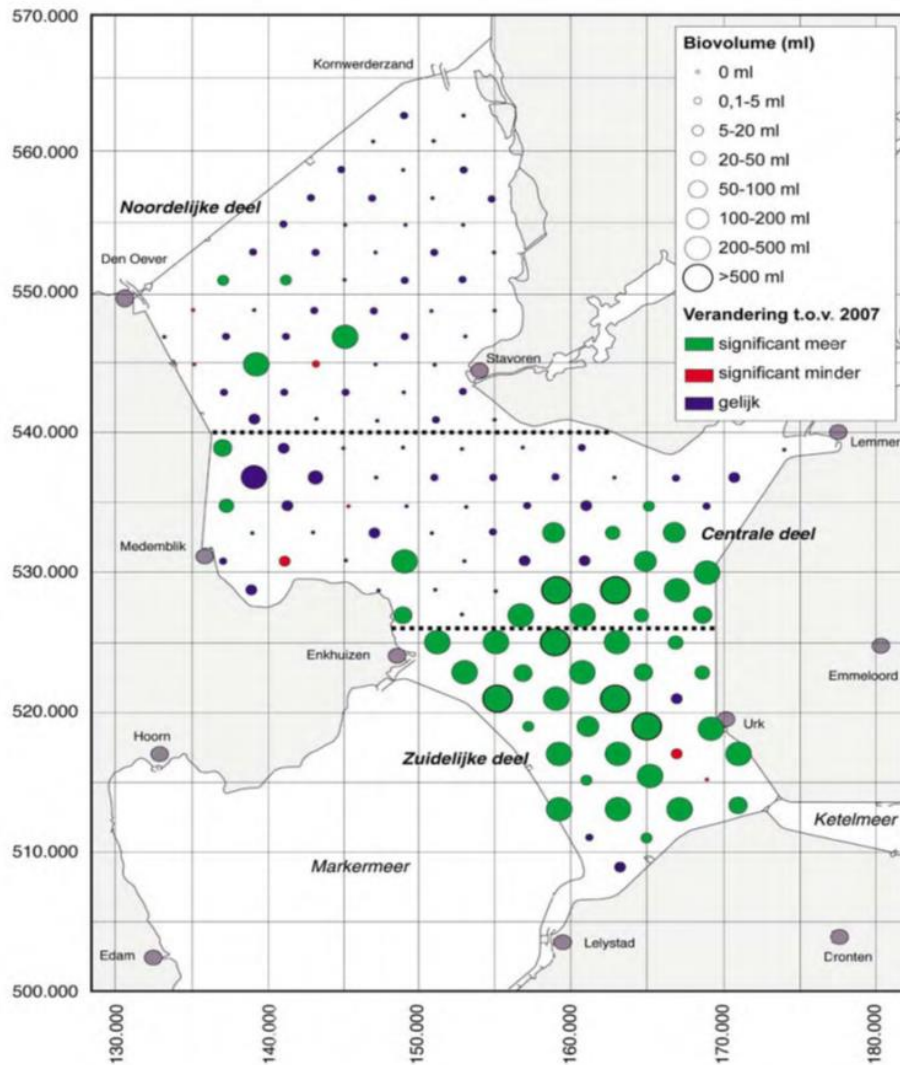 570.000
560.000
550.000
540.000
530.000
520.000
510.000
500.000
130.000
140.000
150.000
160.000
170.000
180.000
Biovolume (ml)
0 ml
0,1-5 ml
5-20 ml
20-50 ml
50-100 ml
100-200 ml
200-500 ml
>500 ml
Verandering t.o.v. 2007
significant meer
significant minder
gelijk
Kornwerderzand
Noordelijke deel
Den Oever
Stavoren
Lemmer
Centrale deel
Medemblik
Enkhuizen
Emmeloord
Urk
Hoorn
Zuidelijke deel
Ketelmeer
Markermeer
Edam
Lelystad
Dronten